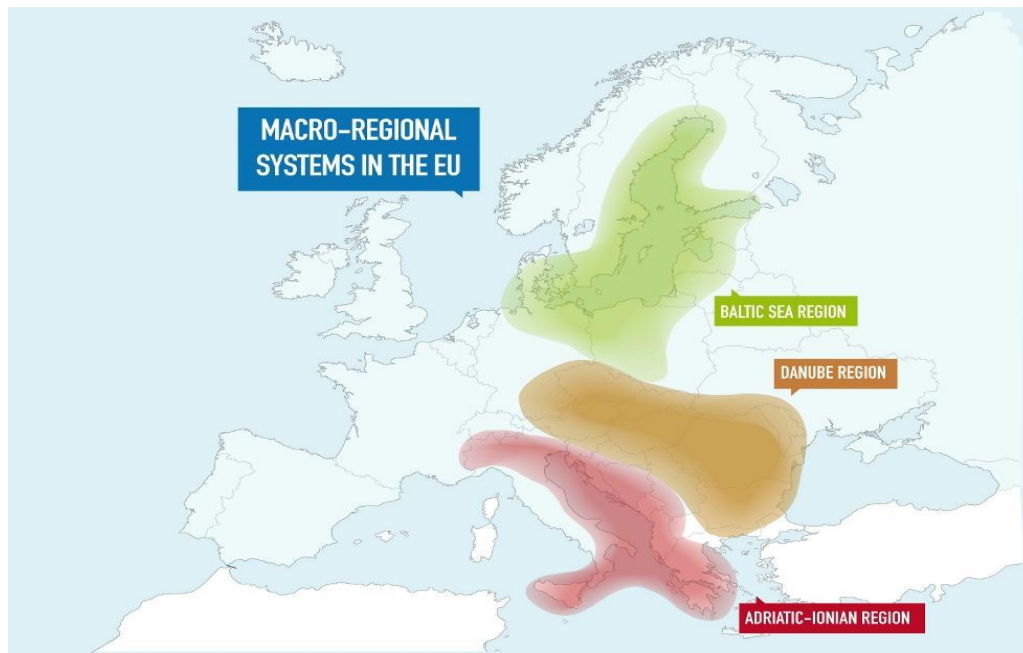 MACRO-REGIONAL
SYSTEMS IN THE EU
BALTIC SEA REGION
DANUBE REGION
ADRIATIC-IONIAN REGION